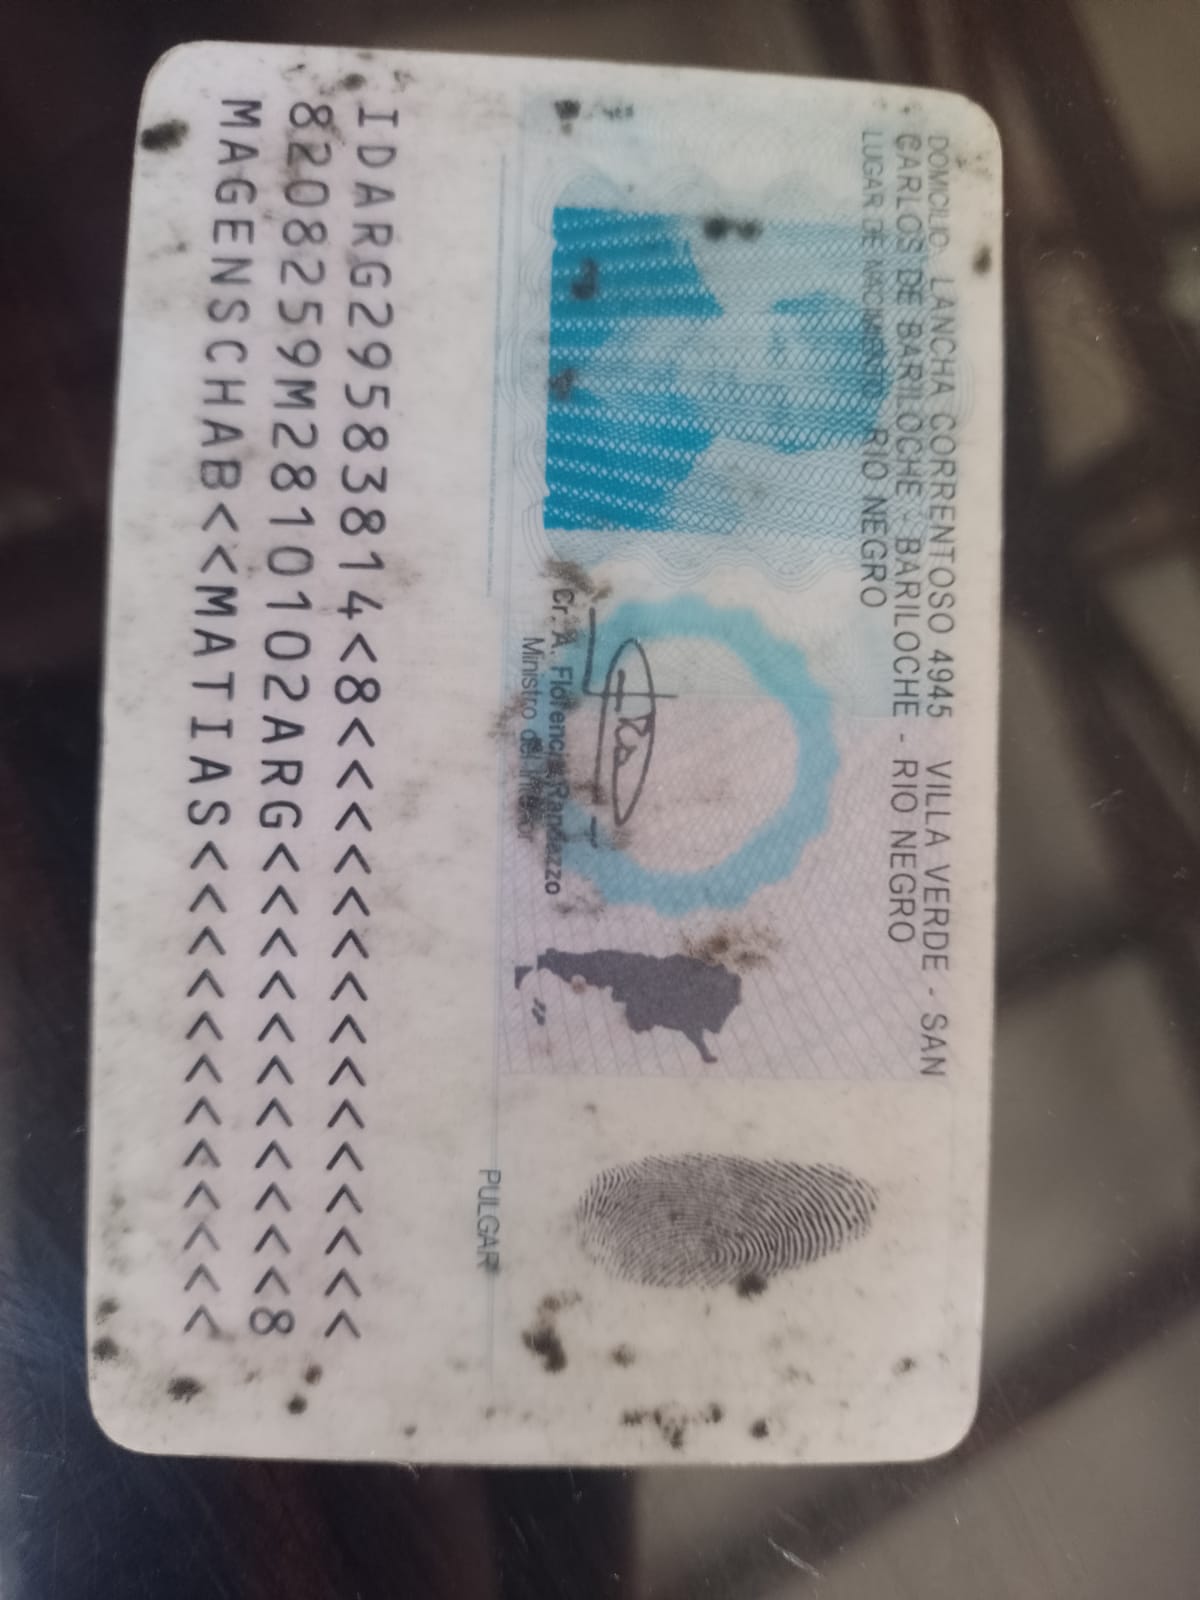 DOMICILIO: LANCHA CORRENTOSO 4945 VILLA VERDE - SAN
CARLOS DE BARILOCHE - BARILOCHE - RIO NEGRO
LUGAR DE NACIMIENTO: RIO NEGRO
Cr. A. Florencio Randazzo
Ministro del Interior
PULGAR
IDARG29583814<8<<<<<<<<<<<<<<<
8208259M2810102ARG<<<<<<<<<<<8
MAGENSCHAB<<MATIAS<<<<<<<<<<<<